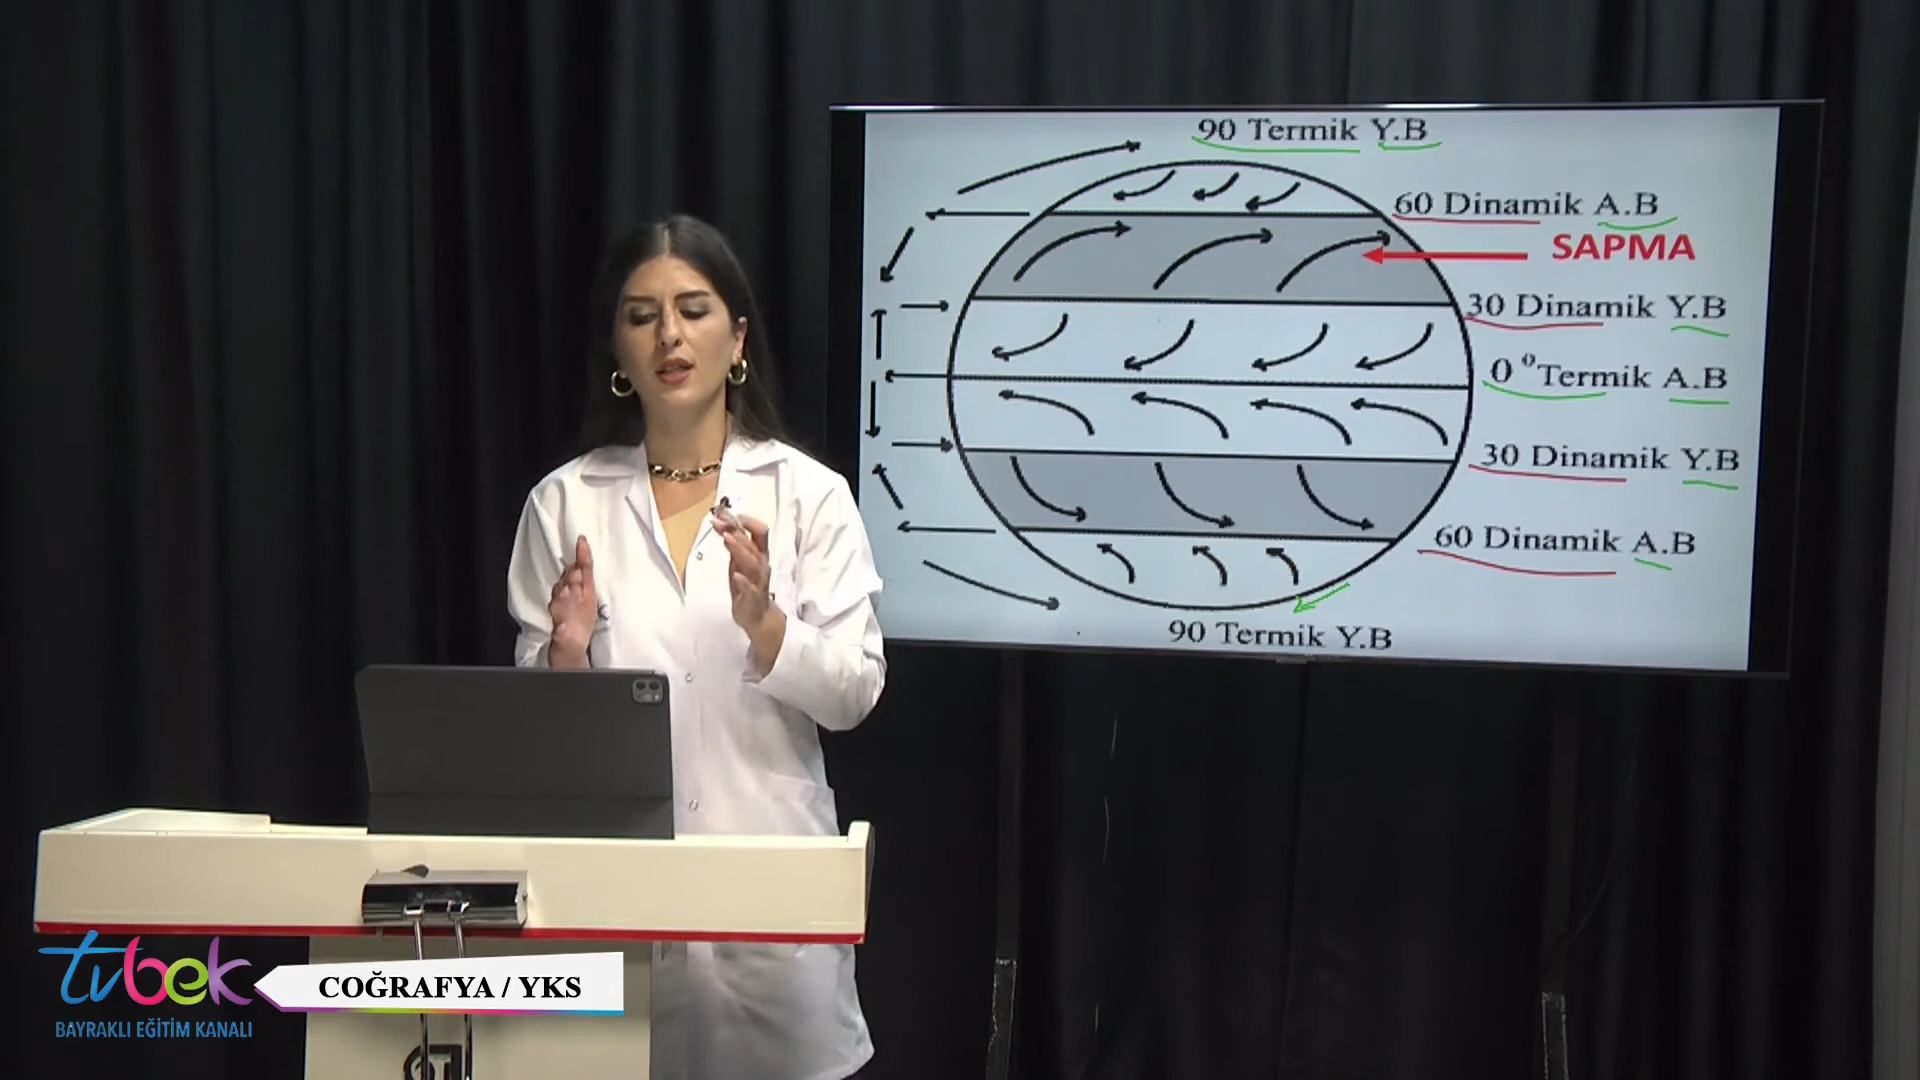 90 Termik Y.B
60 Dinamik A.B
SAPMA
30 Dinamik Y.B
0° Termik A.B
30 Dinamik Y.B
60 Dinamik A.B
90 Termik Y.B
tvbek
BAYRAKLI EĞİTİM KANALI
COĞRAFYA / YKS